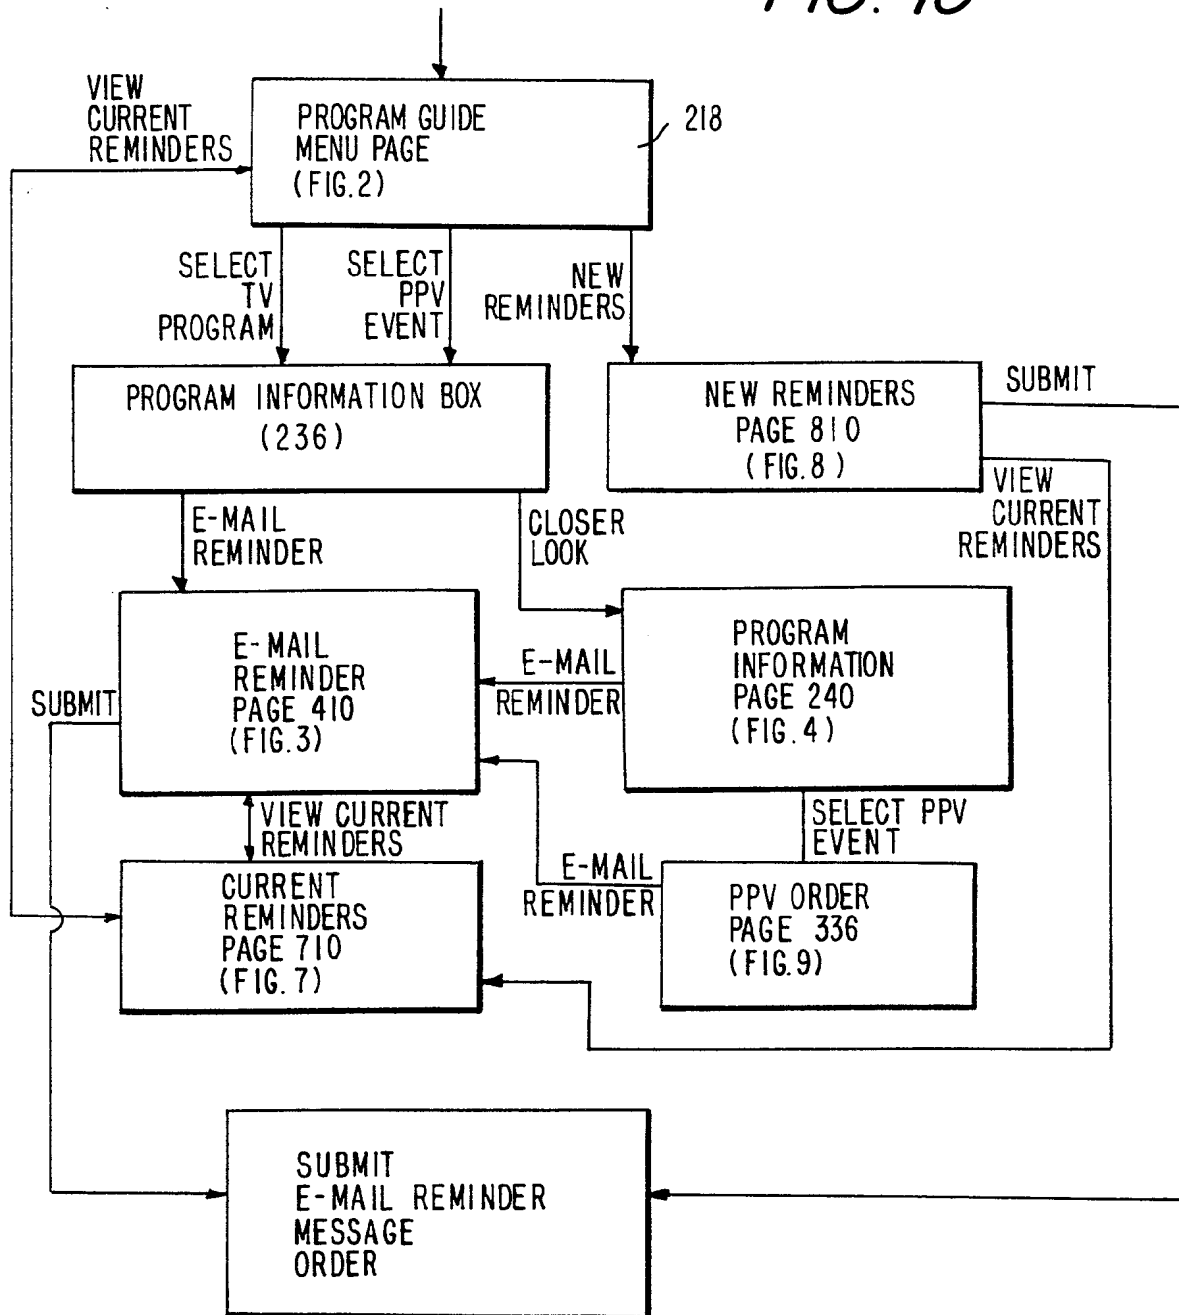 VIEW
CURRENT
REMINDERS
PROGRAM GUIDE
MENU PAGE
(FIG.2)
218
SELECT
TV
PROGRAM
SELECT
PPV
EVENT
NEW
REMINDERS
PROGRAM INFORMATION BOX
(236)
NEW REMINDERS
PAGE 810
(FIG.8)
SUBMIT
VIEW
CURRENT
REMINDERS
E-MAIL
REMINDER
CLOSER
LOOK
E-MAIL
REMINDER
PAGE 410
(FIG.3)
SUBMIT
E-MAIL
REMINDER
PROGRAM
INFORMATION
PAGE 240
(FIG.4)
VIEW CURRENT
REMINDERS
SELECT PPV
EVENT
CURRENT
REMINDERS
PAGE 710
(FIG.7)
E-MAIL
REMINDER
PPV ORDER
PAGE 336
(FIG.9)
SUBMIT
E-MAIL REMINDER
MESSAGE
ORDER